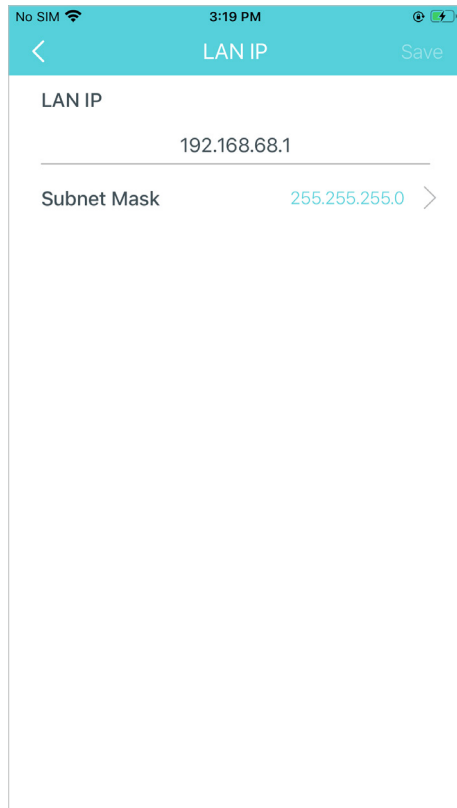 No SIM 3:19 PM
LAN IP Save
LAN IP
192.168.68.1
Subnet Mask 255.255.255.0